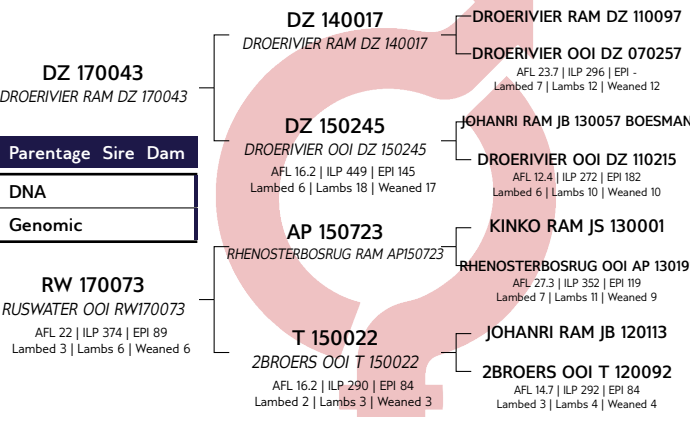 DZ 170043
DROERIVIER RAM DZ 170043
Parentage Sire Dam
DNA
Genomic
RW 170073
RUSWATER OOI RW170073
AFL 22 | ILP 374 | EPI 89
Lambed 3 | Lambs 6 | Weaned 6
DZ 140017
DROERIVIER RAM DZ 140017
DZ 150245
DROERIVIER OOI DZ 150245
AFL 16.2 | ILP 449 | EPI 145
Lambed 6 | Lambs 18 | Weaned 17
AP 150723
RHENOSTERBOSRUG RAM AP150723
T 150022
2BROERS OOI T 150022
AFL 16.2 | ILP 290 | EPI 84
Lambed 2 | Lambs 3 | Weaned 3
DROERIVIER RAM DZ 110097
DROERIVIER OOI DZ 070257
AFL 23.7 | ILP 296 | EPI -
Lambed 7 | Lambs 12 | Weaned 12
JOHANRI RAM JB 130057 BOESMAN
DROERIVIER OOI DZ 110215
AFL 12.4 | ILP 272 | EPI 182
Lambed 6 | Lambs 10 | Weaned 10
KINKO RAM JS 130001
RHENOSTERBOSRUG OOI AP 13019
AFL 27.3 | ILP 352 | EPI 119
Lambed 7 | Lambs 11 | Weaned 9
JOHANRI RAM JB 120113
2BROERS OOI T 120092
AFL 14.7 | ILP 292 | EPI 84
Lambed 3 | Lambs 4 | Weaned 4